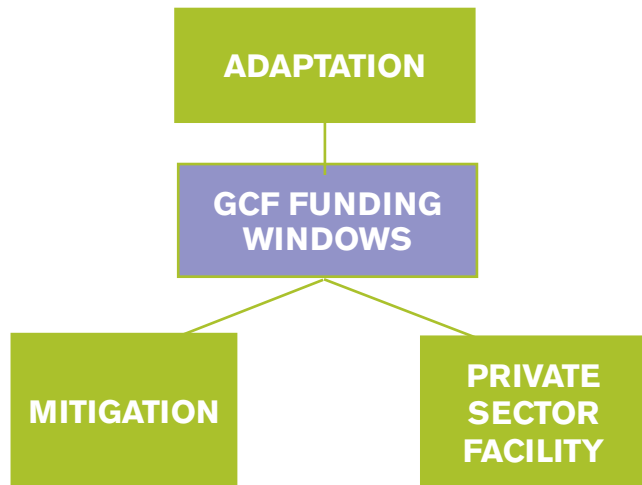 ADAPTATION
GCF FUNDING
WINDOWS
MITIGATION
PRIVATE
SECTOR
FACILITY